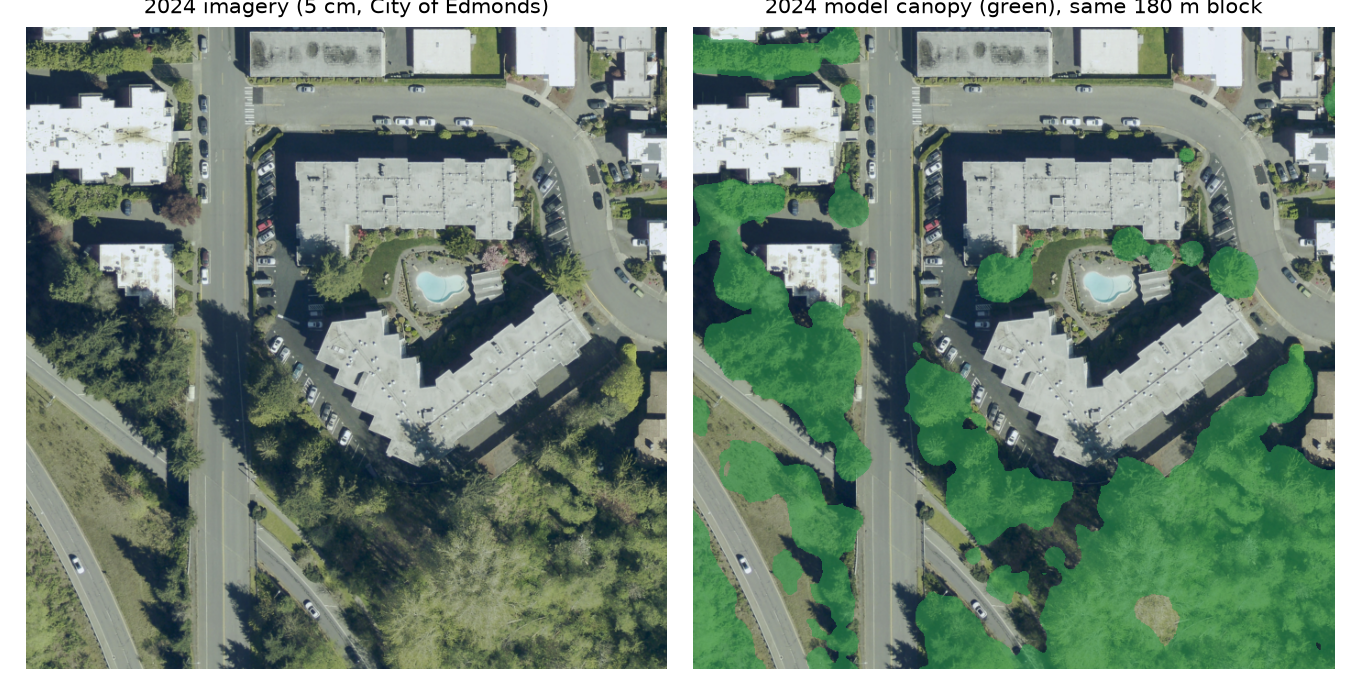 2024 imagery (5 cm, City of Edmonds)
2024 model canopy (green), same 180 m block